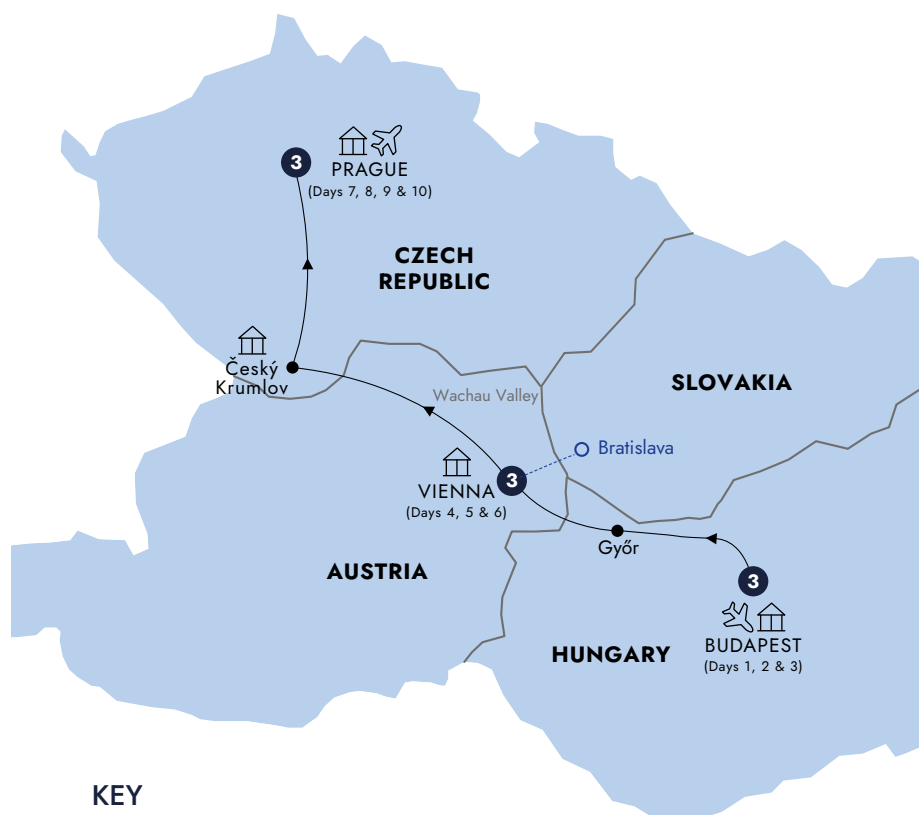 3
PRAGUE
(Days 7, 8, 9 & 10)
CZECH
REPUBLIC
Český
Krumlov
SLOVAKIA
Wachau Valley
Bratislava
3
VIENNA
(Days 4, 5 & 6)
Győr
AUSTRIA
3
BUDAPEST
(Days 1, 2 & 3)
HUNGARY
KEY